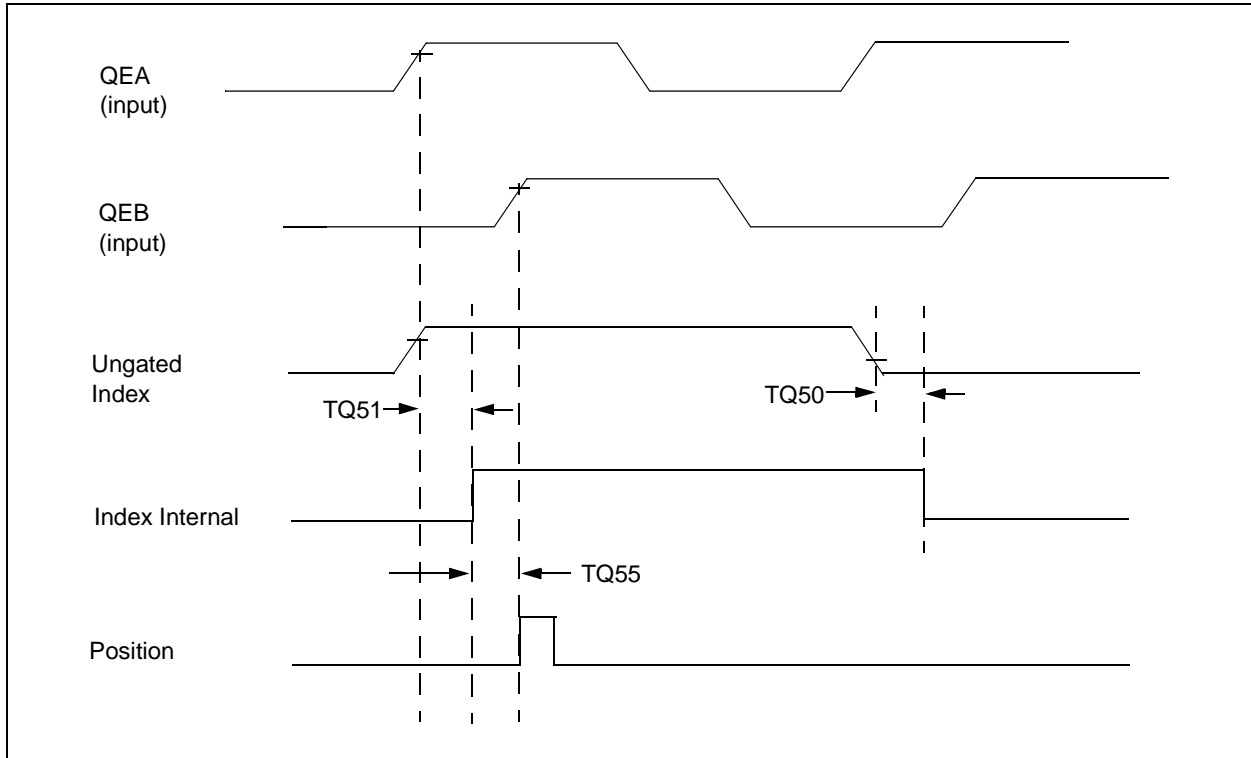 QEA
(input)
QEB
(input)
Ungated
Index
TQ51
TQ50
Index Internal
TQ55
Position